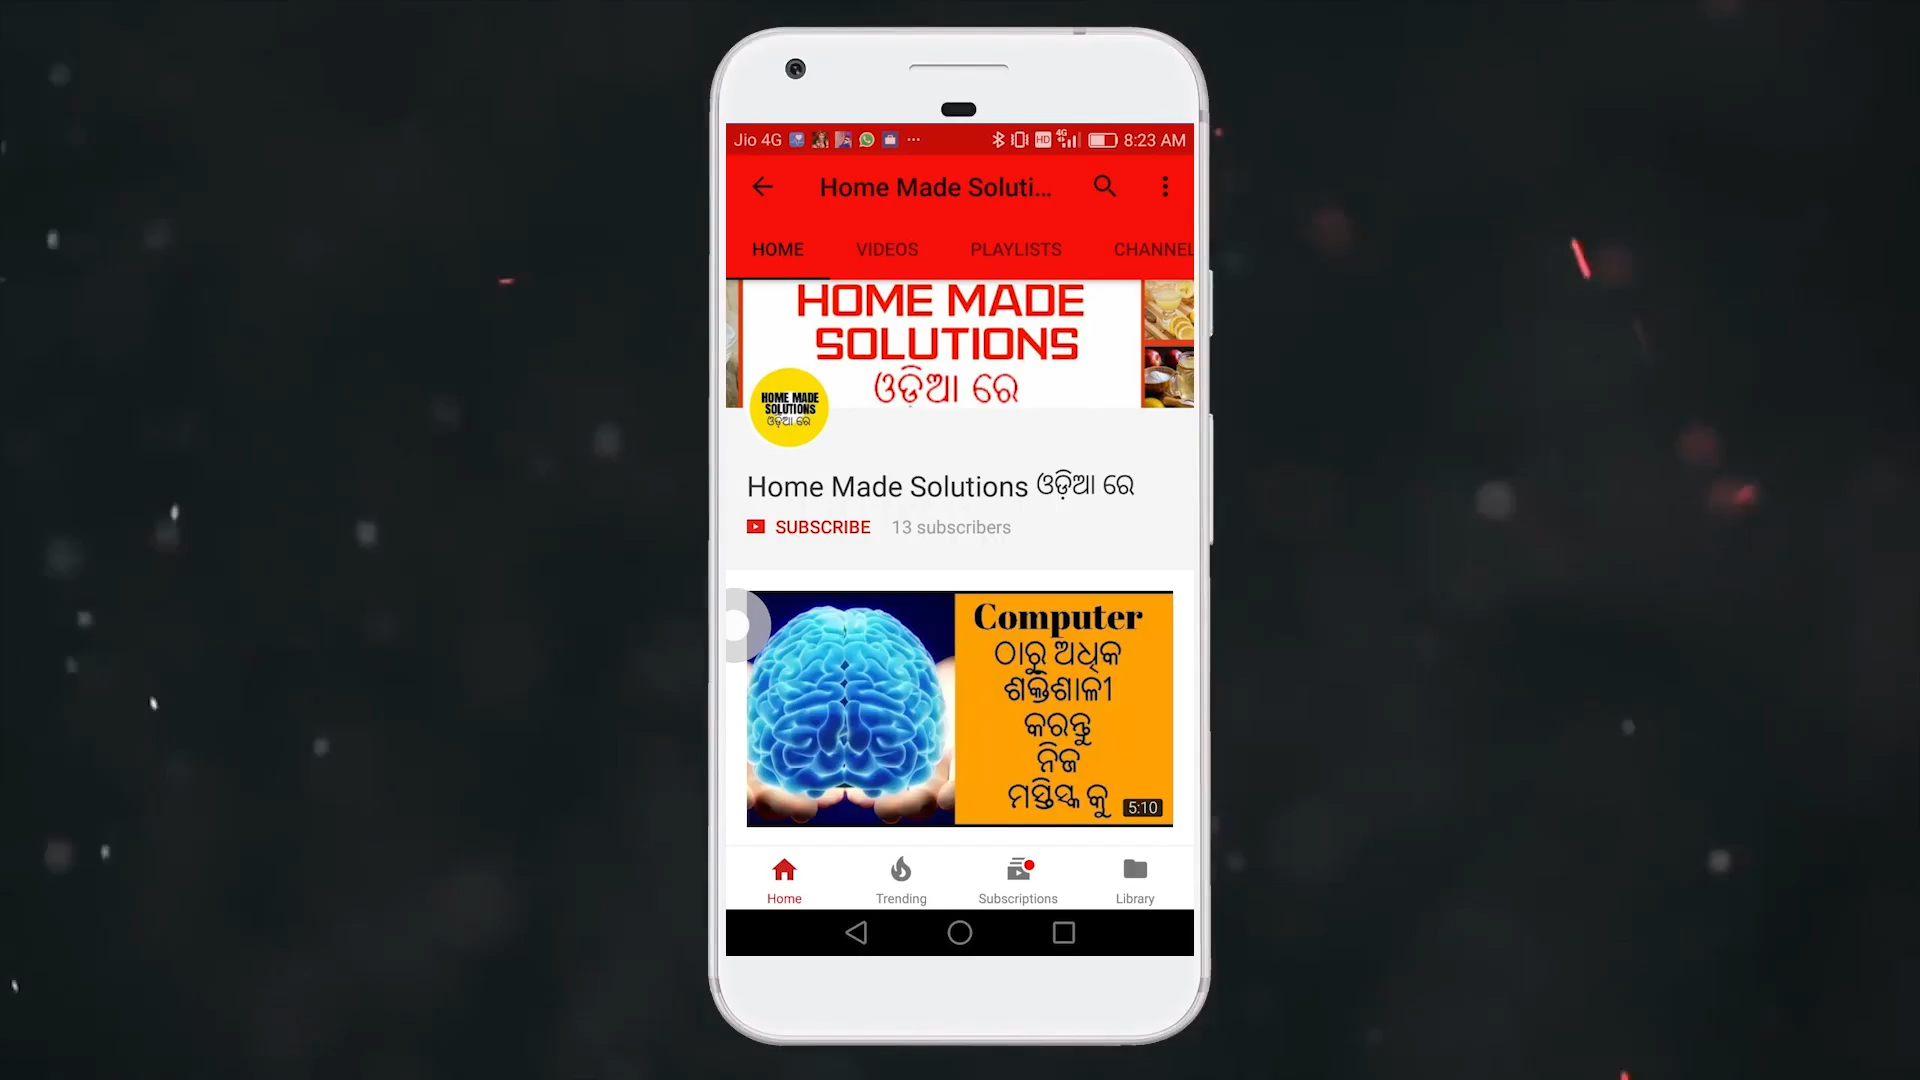 Jio 4G ... HD 4G 8:23 AM
Home Made Soluti...
HOME VIDEOS PLAYLISTS CHANNEL
HOME MADE
SOLUTIONS
ଓଡ଼ିଆ ରେ
HOME MADE
SOLUTIONS
ଓଡ଼ିଆ ରେ
Home Made Solutions ଓଡ଼ିଆ ରେ
SUBSCRIBE 13 subscribers
Computer
ଠାରୁ ଅଧିକ
ଶକ୍ତିଶାଳୀ
କରନ୍ତୁ
ନିଜ
ମସ୍ତିସ୍କ କୁ
5:10
Home Trending Subscriptions Library